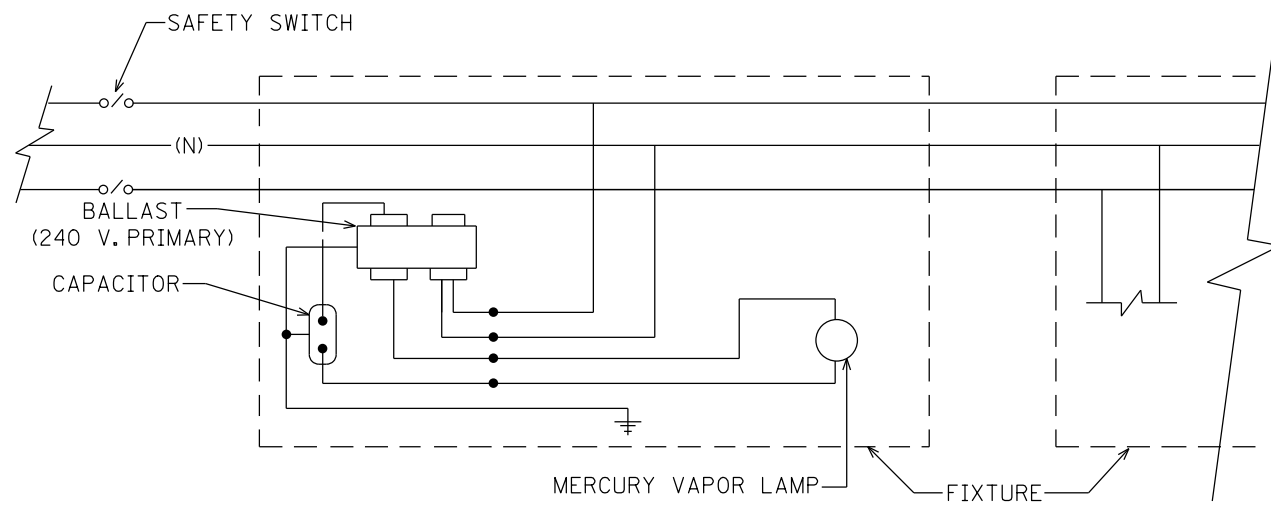 SAFETY SWITCH
(N)
BALLAST
(240 V. PRIMARY)
CAPACITOR
MERCURY VAPOR LAMP
FIXTURE